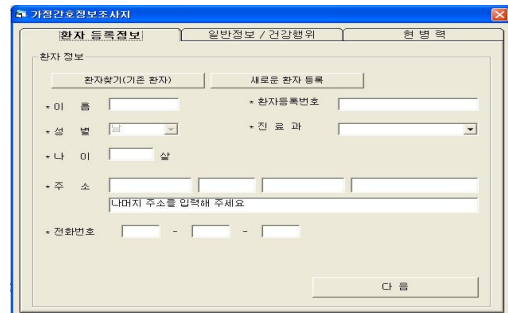 가정간호정보조사지
환자 등록정보 일반정보 / 건강행위 현 병 력
환자 정보
환자찾기(기존 환자) 새로운 환자 등록
* 이 름 * 환자등록번호
* 성 별 남 * 진 료 과
* 나 이 살
* 주 소
나머지 주소를 입력해 주세요
* 전화번호 - -
다 음